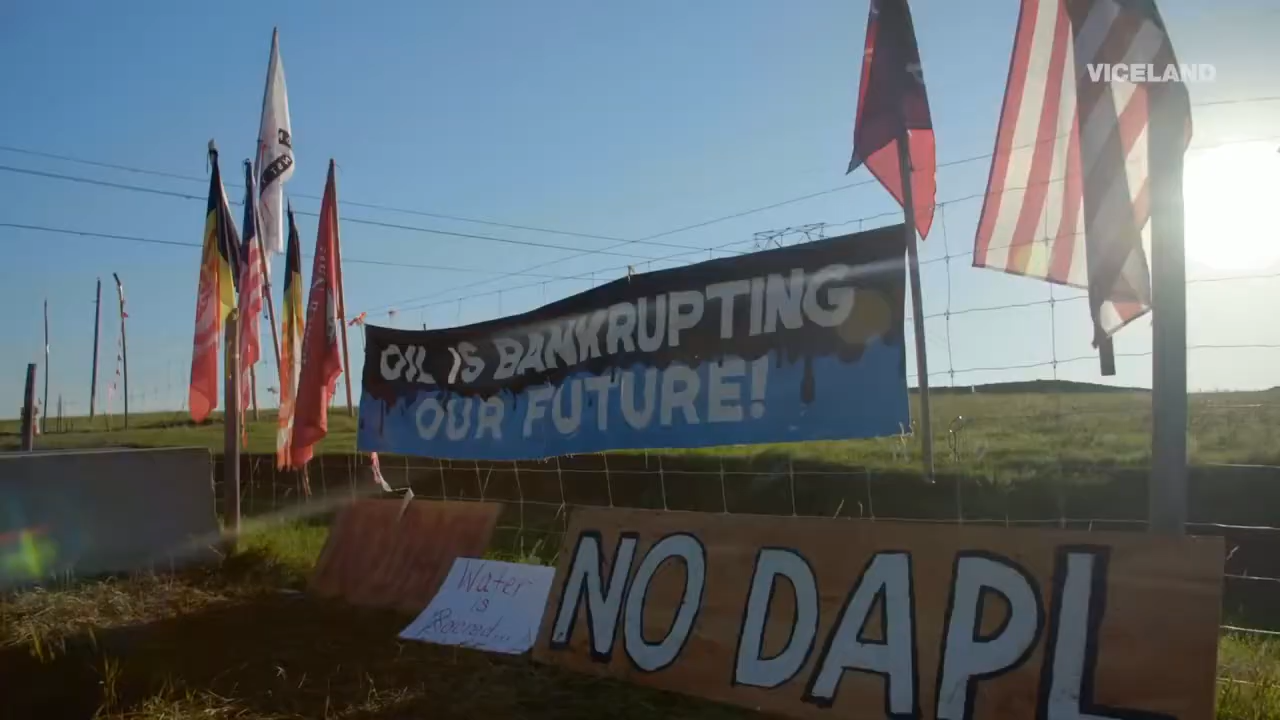 VICELAND
OIL IS BANKRUPTING
OUR FUTURE!
Water
is
Sacred...
NO DAPL